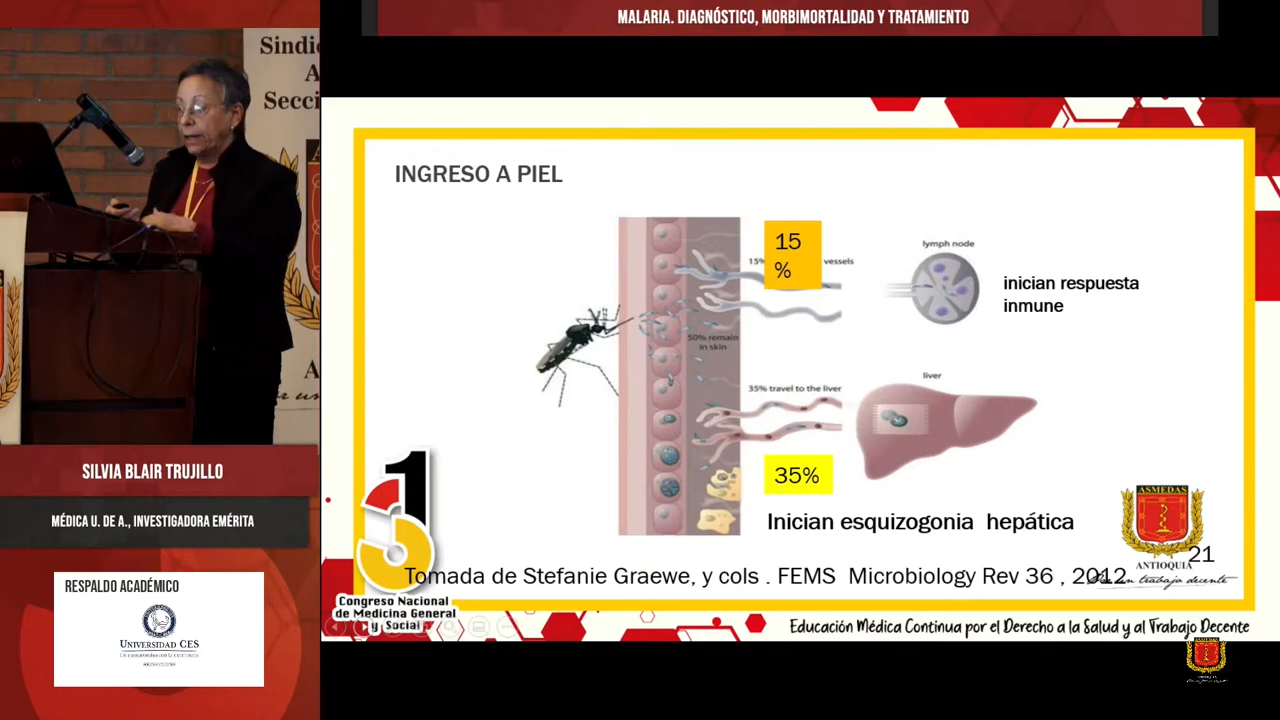 MALARIA. DIAGNÓSTICO, MORBIMORTALIDAD Y TRATAMIENTO
Sindic
A
Secci
INGRESO A PIEL
15
%
15%
vessels
lymph node
inician respuesta
inmune
50% remain
in skin
liver
35% travel to the liver
35%
Inician esquizogonia hepática
ASMEDAS
ANTIOQUIA
21
Tomada de Stefanie Graewe, y cols . FEMS Microbiology Rev 36 , 2012
Congreso Nacional
de Medicina General
y Social
Educación Médica Continua por el Derecho a la Salud y al Trabajo Decente
SILVIA BLAIR TRUJILLO
MÉDICA U. DE A., INVESTIGADORA EMÉRITA
RESPALDO ACADÉMICO
UNIVERSIDAD CES